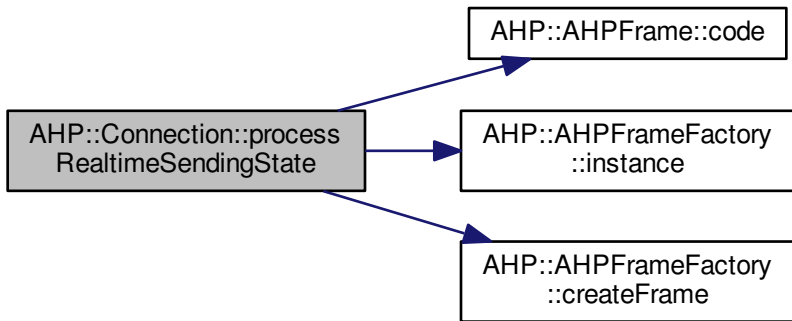 AHP::AHPFrame::code
AHP::Connection::process
RealtimeSendingState
AHP::AHPFrameFactory
::instance
AHP::AHPFrameFactory
::createFrame